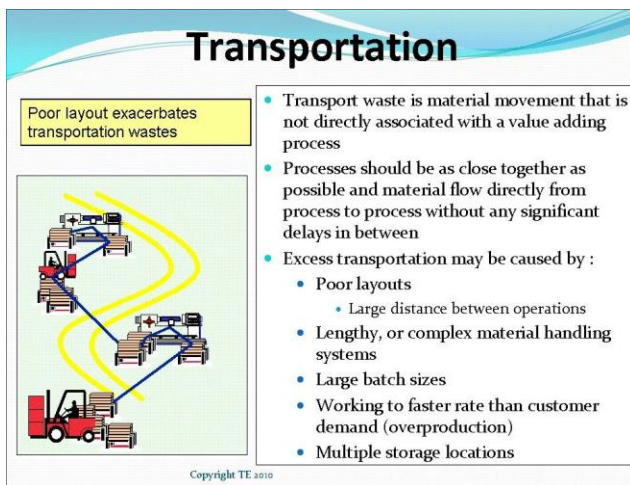 Transportation
Poor layout exacerbates
transportation wastes
Transport waste is material movement that is
not directly associated with a value adding
process
Processes should be as close together as
possible and material flow directly from
process to process without any significant
delays in between
Excess transportation may be caused by :
Poor layouts
Large distance between operations
Lengthy, or complex material handling
systems
Large batch sizes
Working to faster rate than customer
demand (overproduction)
Multiple storage locations
Copyright TE 2010